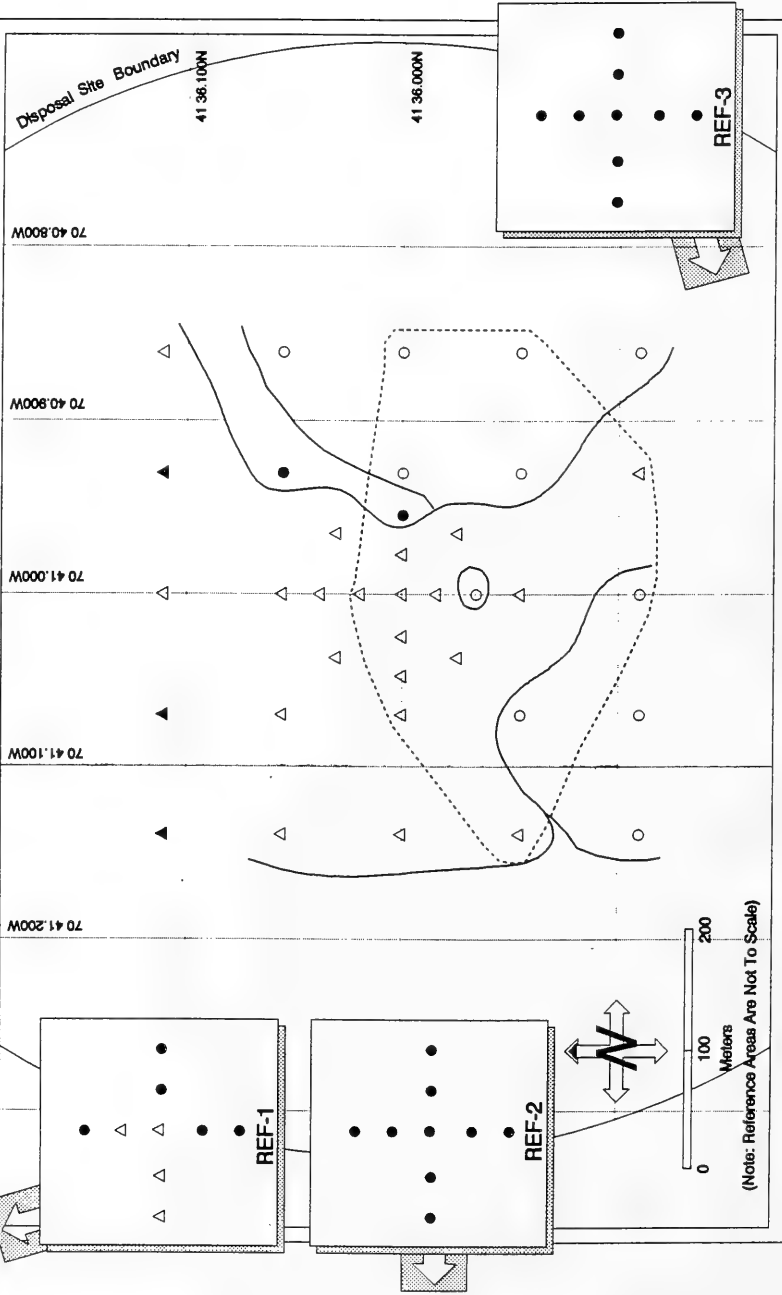 Disposal Site Boundary
41 36.100N
41 36.000N
REF-3
70 40.800W
70 40.900W
70 41.000W
70 41.100W
70 41.200W
REF-1
REF-2
N
0 100 200
Meters
(Note: Reference Areas Are Not To Scale)